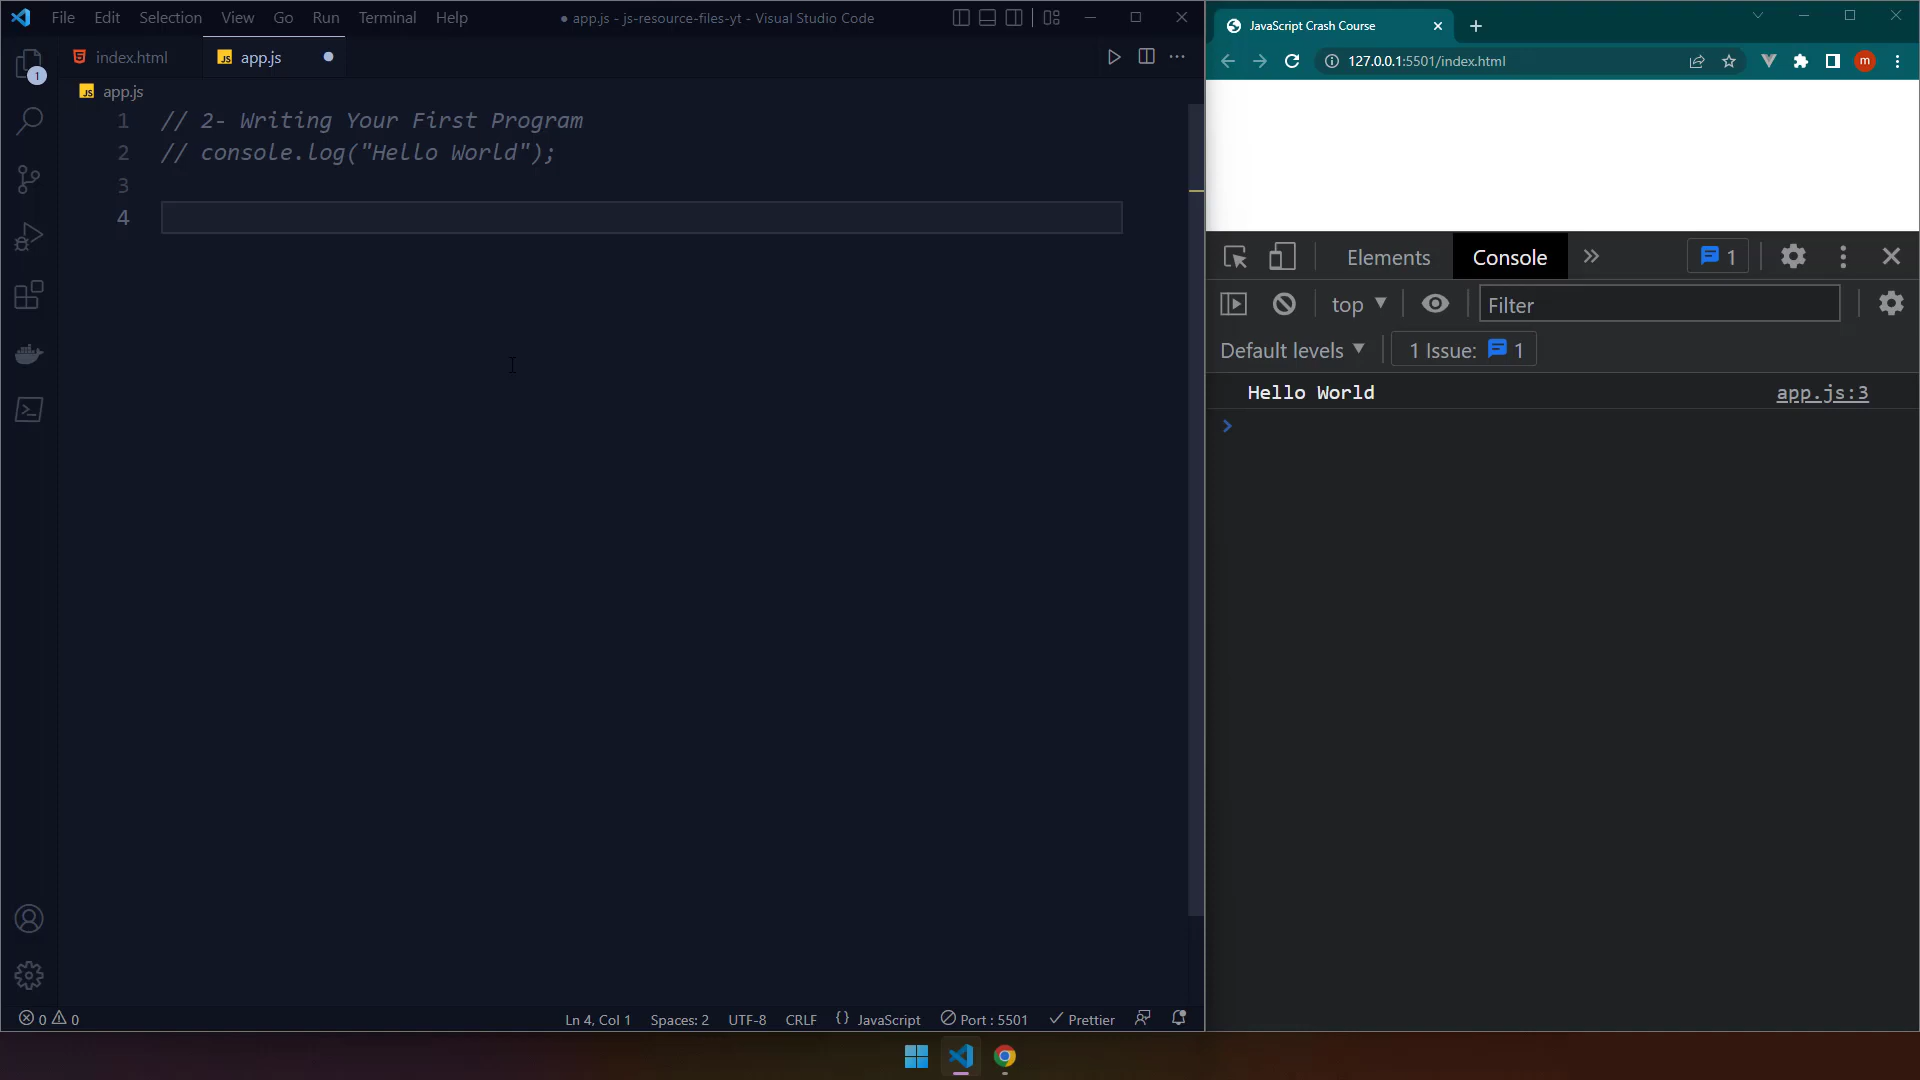 File Edit Selection View Go Run Terminal Help
● app.js - js-resource-files-yt - Visual Studio Code
1
index.html
JS app.js
JS app.js
1 // 2- Writing Your First Program
2 // console.log("Hello World");
3
4
0 0
Ln 4, Col 1 Spaces: 2 UTF-8 CRLF {} JavaScript Port : 5501 Prettier
JavaScript Crash Course
127.0.0.1:5501/index.html
m
Elements Console 1
top Filter
Default levels 1 Issue: 1
Hello World app.js:3
>